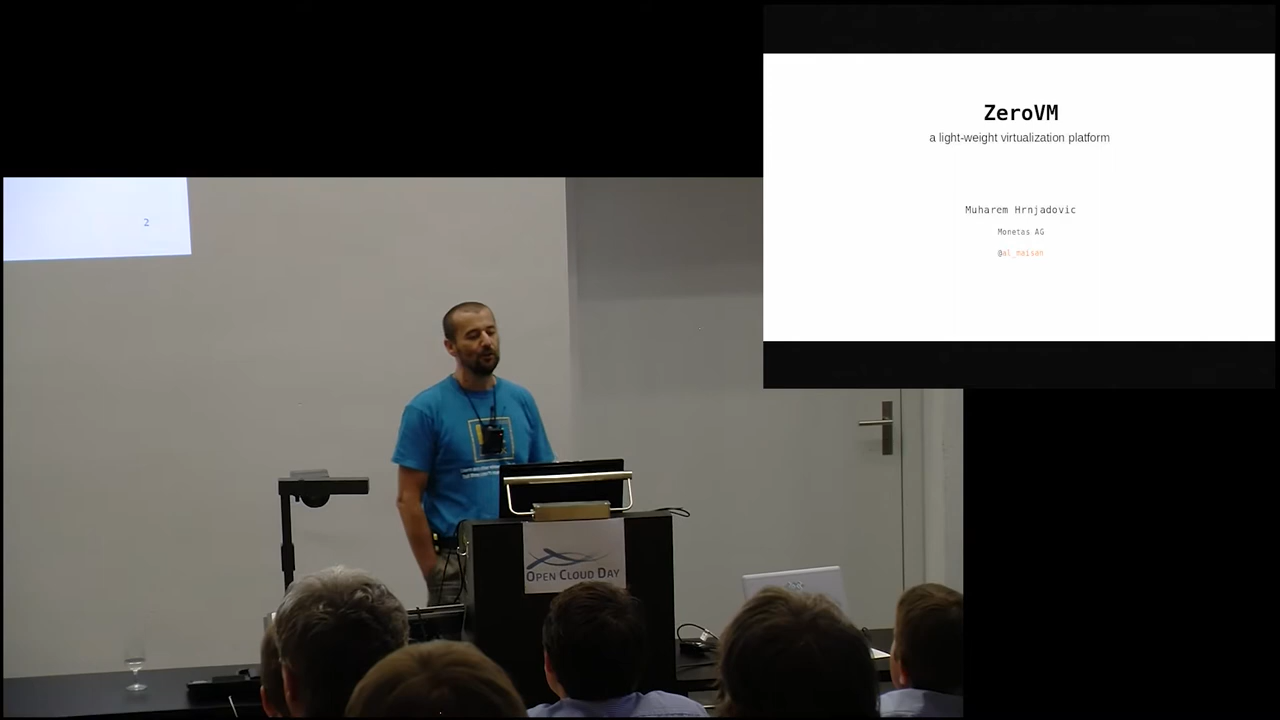 ZeroVM
a light-weight virtualization platform
Muharem Hrnjadovic
Monetas AG
@al_maisan
2
OPEN CLOUD DAY